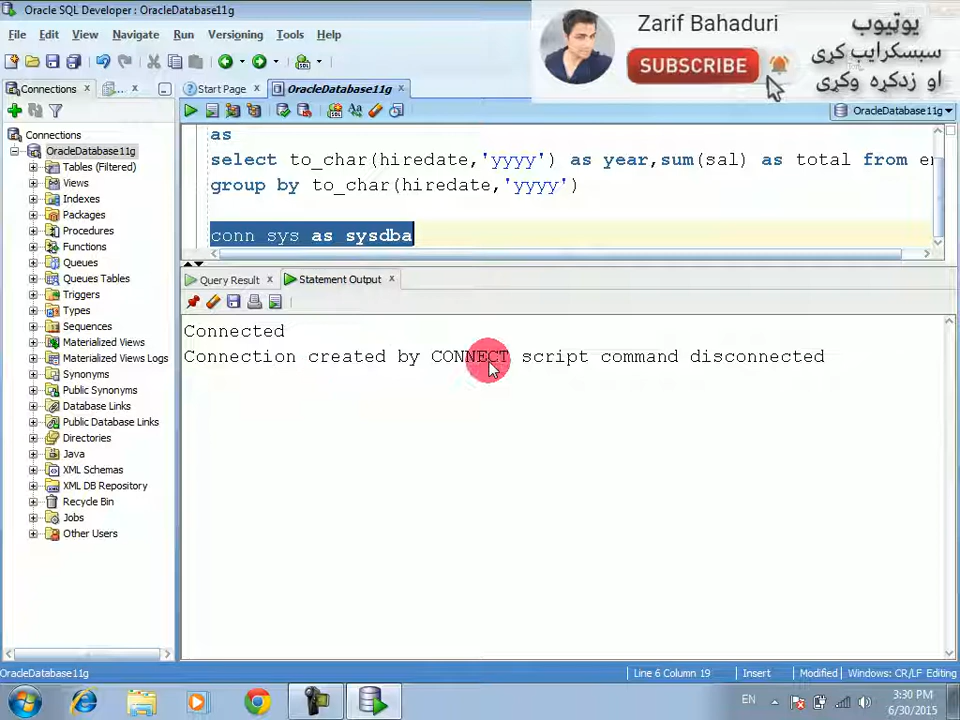 Oracle SQL Developer : OracleDatabase11g
Zarif Bahaduri
SUBSCRIBE
یوټیوب
سبسکرایب کړی
او زدکړه وکړی
File Edit View Navigate Run Versioning Tools Help
Connections
...
Start Page
OracleDatabase11g
OracleDatabase11g
Connections
OracleDatabase11g
Tables (Filtered)
Views
Indexes
Packages
Procedures
Functions
Queues
Queues Tables
Triggers
Types
Sequences
Materialized Views
Materialized Views Logs
Synonyms
Public Synonyms
Database Links
Public Database Links
Directories
Java
XML Schemas
XML DB Repository
Recycle Bin
Jobs
Other Users
as
select to_char(hiredate,'yyyy') as year,sum(sal) as total from
group by to_char(hiredate,'yyyy')
conn sys as sysdba
Query Result
Statement Output
Connected
Connection created by CONNECT script command disconnected
OracleDatabase11g
Line 6 Column 19
Insert
Modified
Windows: CR/LF Editing
EN
3:30 PM
6/30/2015